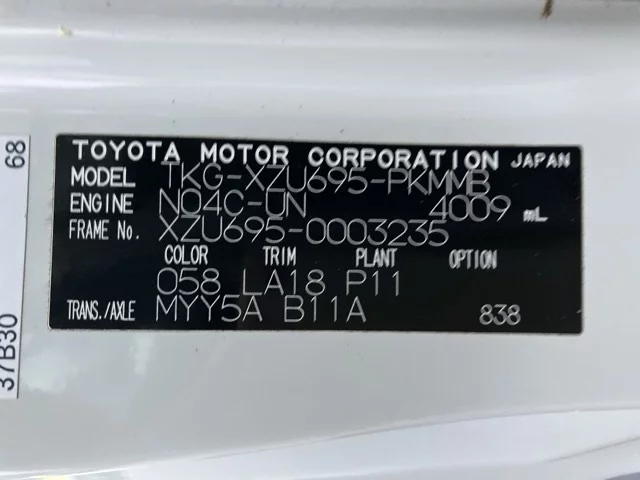 TOYOTA MOTOR CORPORATION JAPAN
MODEL TKG-XZU695-PKMMB
ENGINE N04C-UN 4009 mL
FRAME No. XZU695-0003235
COLOR TRIM PLANT OPTION
058 LA18 P11
TRANS./AXLE MYY5A B11A 838
37B30
68